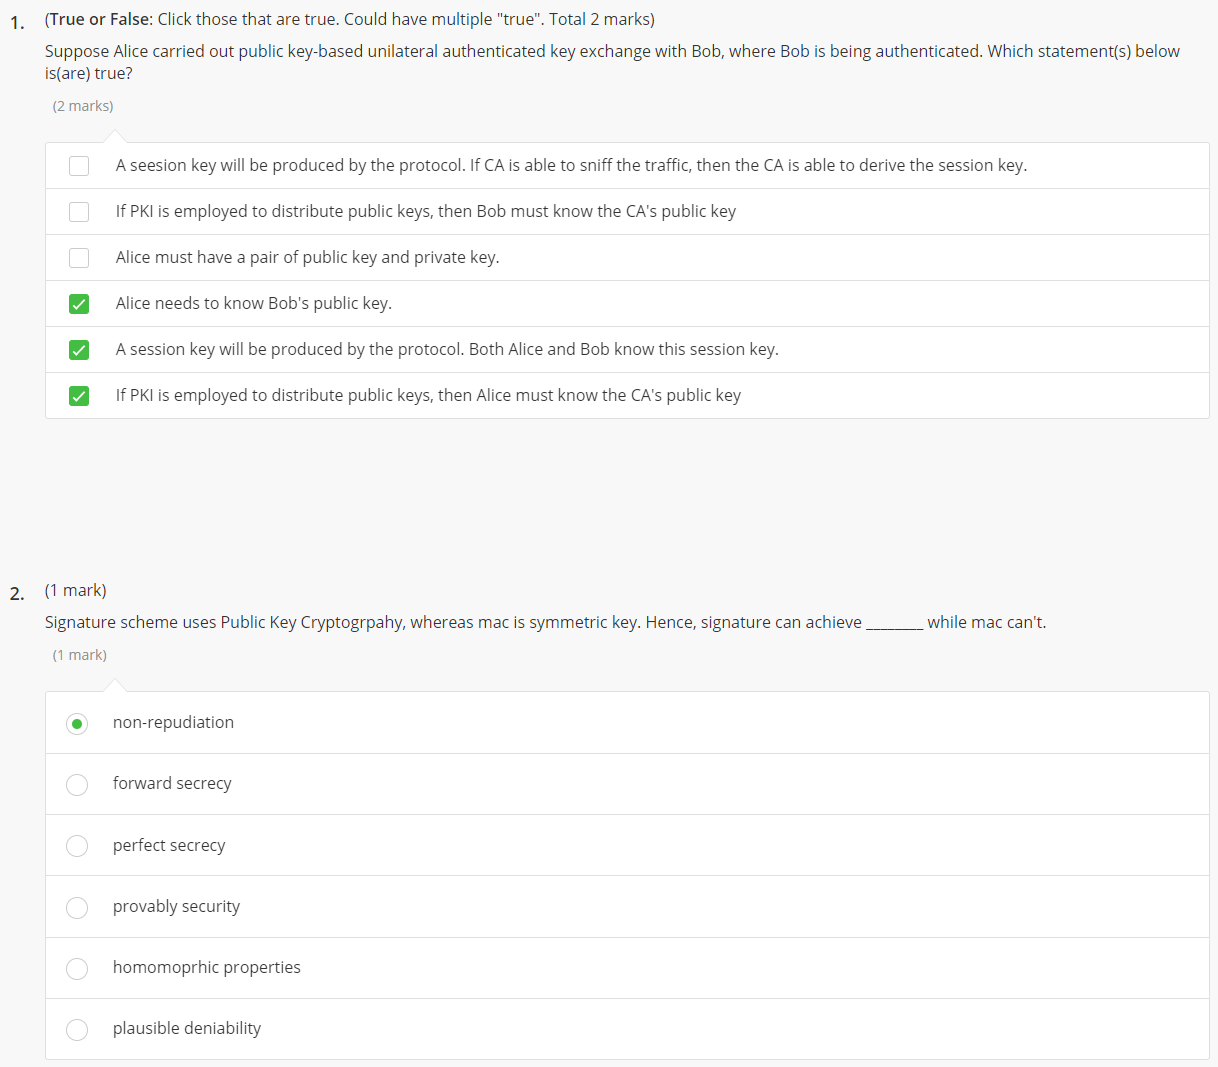 1. (True or False: Click those that are true. Could have multiple "true". Total 2 marks)
Suppose Alice carried out public key-based unilateral authenticated key exchange with Bob, where Bob is being authenticated. Which statement(s) below
is(are) true?
(2 marks)
A seesion key will be produced by the protocol. If CA is able to sniff the traffic, then the CA is able to derive the session key.
If PKI is employed to distribute public keys, then Bob must know the CA's public key
Alice must have a pair of public key and private key.
Alice needs to know Bob's public key.
A session key will be produced by the protocol. Both Alice and Bob know this session key.
If PKI is employed to distribute public keys, then Alice must know the CA's public key
2. (1 mark)
Signature scheme uses Public Key Cryptogrpahy, whereas mac is symmetric key. Hence, signature can achieve _______ while mac can't.
(1 mark)
non-repudiation
forward secrecy
perfect secrecy
provably security
homomoprhic properties
plausible deniability